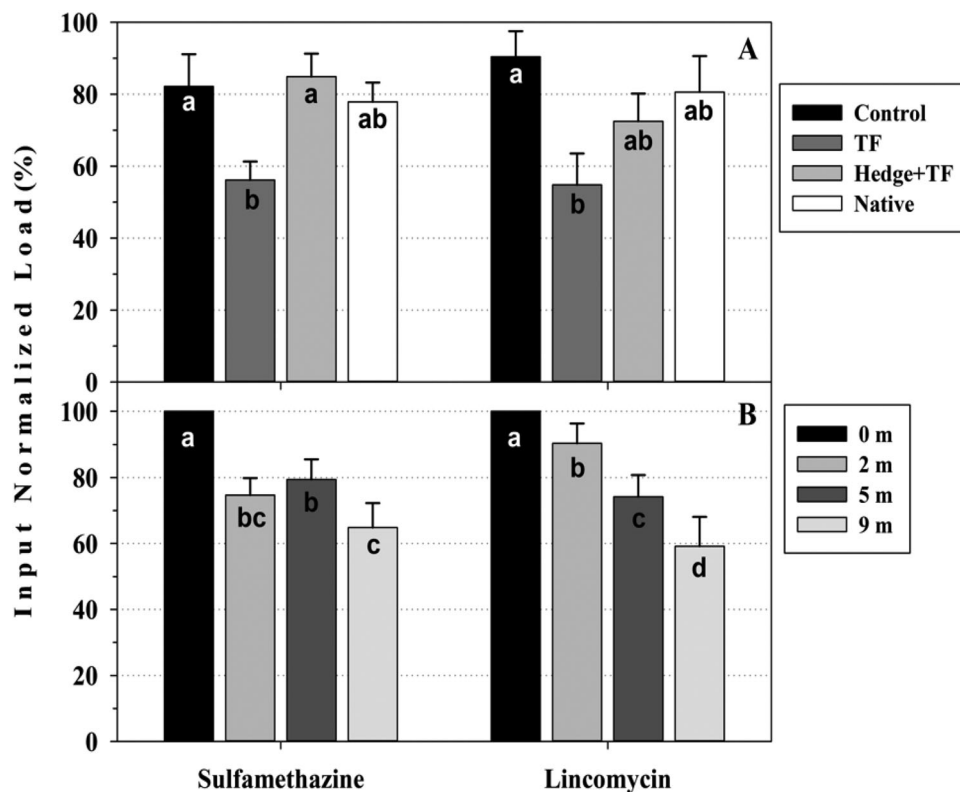 Input Normalized Load(%)
100
80
60
40
20
0
A
a
b
a
ab
a
b
ab
ab
Control
TF
Hedge+TF
Native
100
80
60
40
20
0
B
a
bc
b
c
a
b
c
d
0 m
2 m
5 m
9 m
Sulfamethazine
Lincomycin